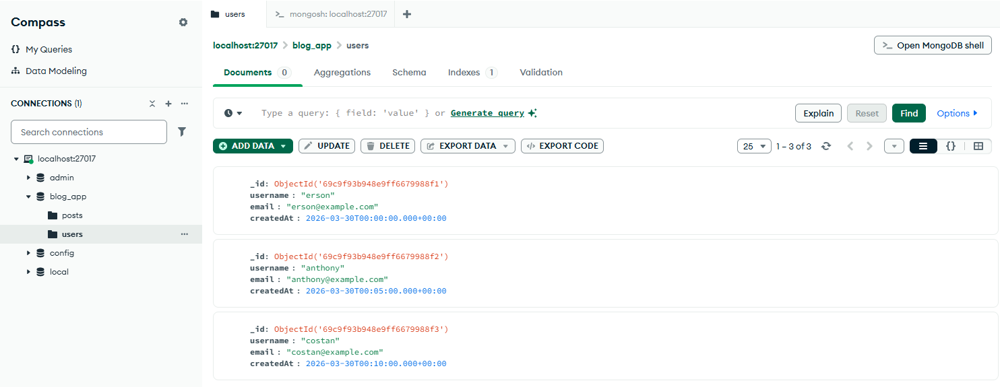 Compass
My Queries
Data Modeling
CONNECTIONS (1)
Search connections
localhost:27017
admin
blog_app
posts
users
config
local
users
>_ mongosh: localhost:27017
localhost:27017 > blog_app > users
>_ Open MongoDB shell
Documents 0 Aggregations Schema Indexes 1 Validation
Type a query: { field: 'value' } or Generate query
Explain Reset Find Options
ADD DATA UPDATE DELETE EXPORT DATA EXPORT CODE
25 1 – 3 of 3 {}
_id: ObjectId('69c9f93b948e9ff6679988f1')
username : "erson"
email : "erson@example.com"
createdAt : 2026-03-30T00:00:00.000+00:00
_id: ObjectId('69c9f93b948e9ff6679988f2')
username : "anthony"
email : "anthony@example.com"
createdAt : 2026-03-30T00:05:00.000+00:00
_id: ObjectId('69c9f93b948e9ff6679988f3')
username : "costan"
email : "costan@example.com"
createdAt : 2026-03-30T00:10:00.000+00:00